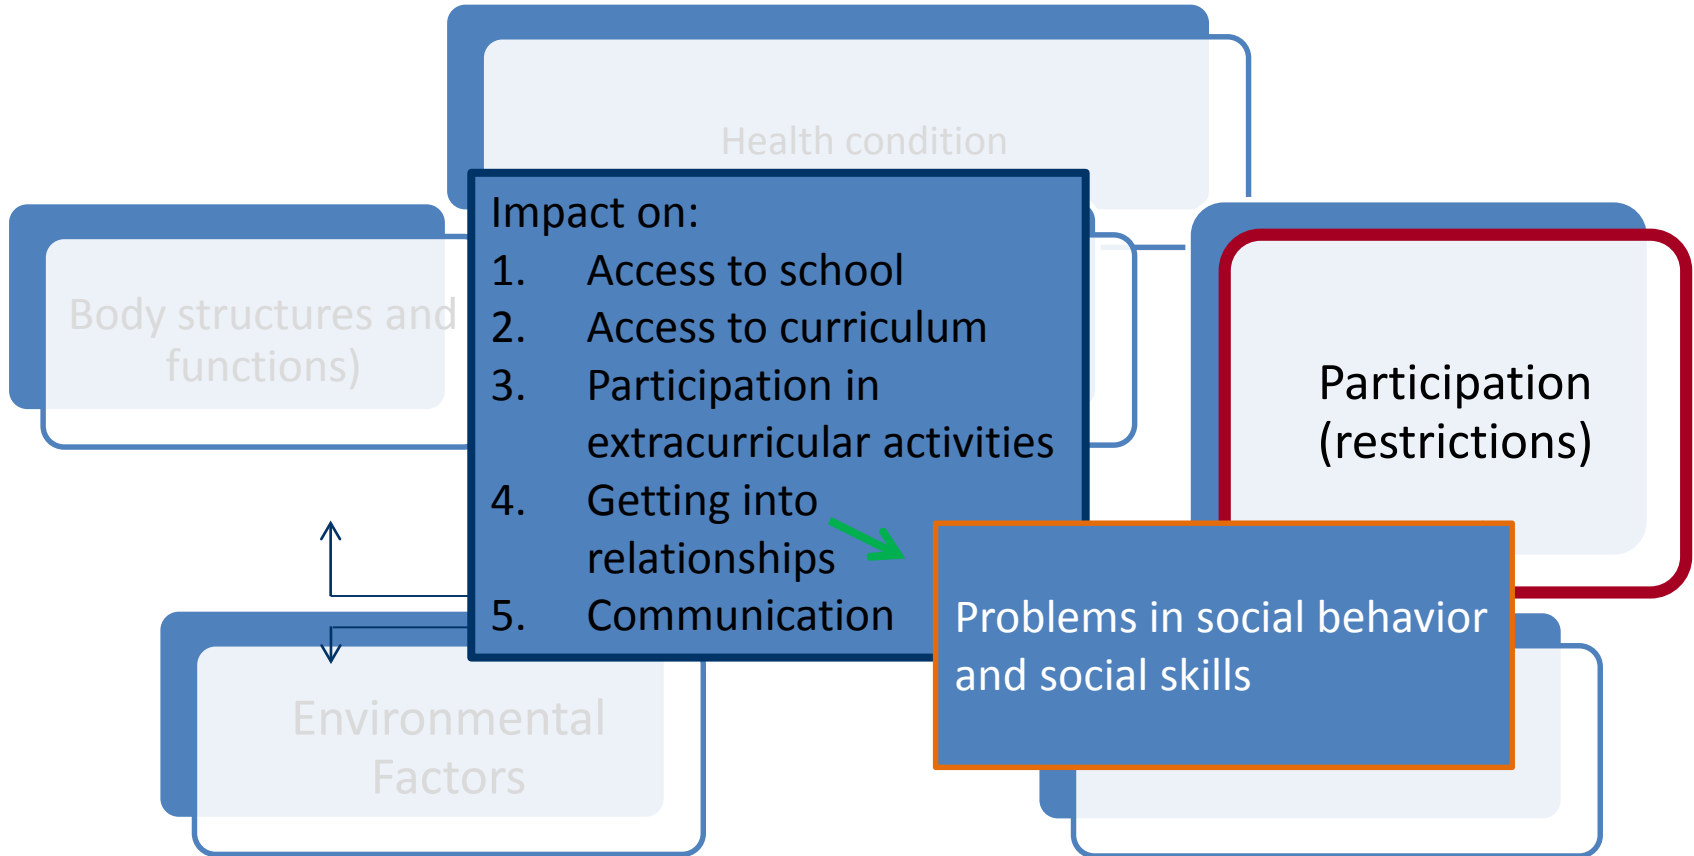 Health condition
Body structures and
functions)
Impact on:
1. Access to school
2. Access to curriculum
3. Participation in
extracurricular activities
4. Getting into
relationships
5. Communication
Participation
(restrictions)
Problems in social behavior
and social skills
Environmental
Factors